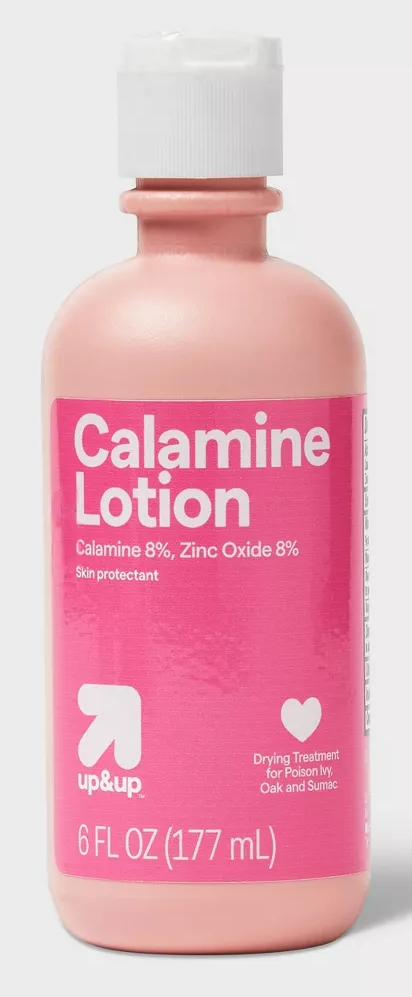 Calamine
Lotion
Calamine 8%, Zinc Oxide 8%
Skin protectant
up&up™
Drying Treatment
for Poison Ivy,
Oak and Sumac
6 FL OZ (177 mL)